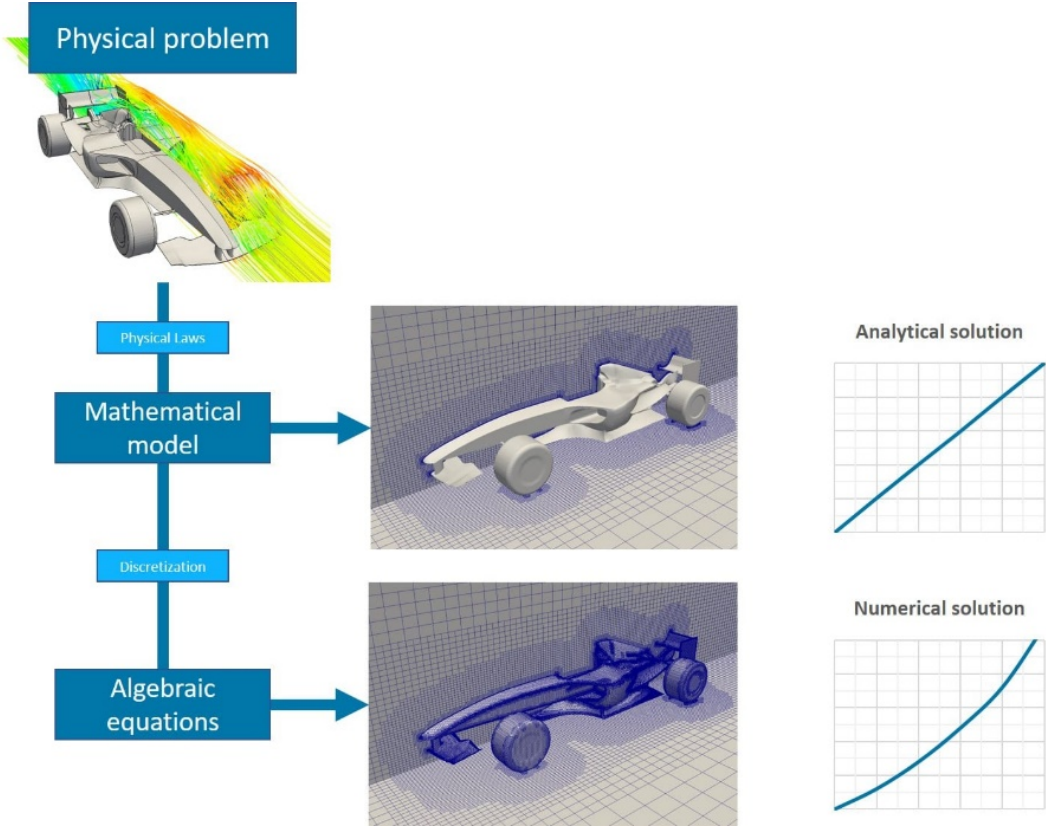 Physical problem
Physical Laws
Mathematical
model
Analytical solution
Discretization
Algebraic
equations
Numerical solution